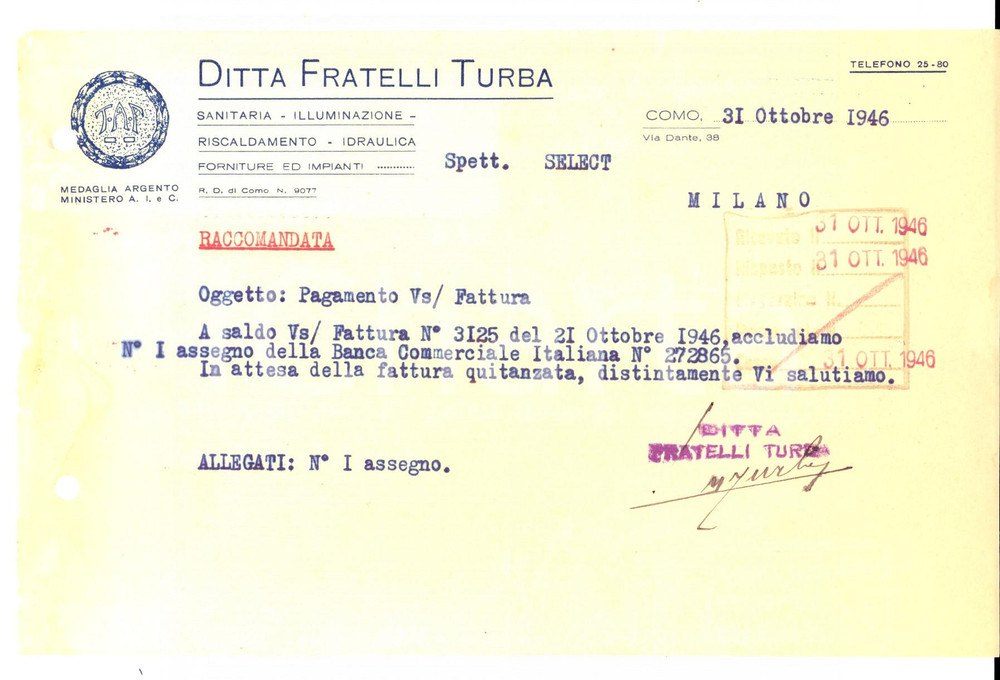 DITTA FRATELLI TURBA
TELEFONO 25-80
SANITARIA - ILLUMINAZIONE -
RISCALDAMENTO - IDRAULICA
FORNITURE ED IMPIANTI
R. D. di Como N. 9077
T.A.F
MEDAGLIA ARGENTO
MINISTERO A. I. e C.
COMO, 3I Ottobre I946
Via Dante, 38
Spett. SELECT
MILANO
RACCOMANDATA
31 OTT. 1946
Risposto il 31 OTT. 1946
Oggetto: Pagamento Vs/ Fattura
A saldo Vs/ Fattura N° 3I25 del 2I Ottobre I946, accludiamo
N° I assegno della Banca Commerciale Italiana N° 272865.
31 OTT. 1946
In attesa della fattura quitanzata, distintamente Vi salutiamo.
DITTA
FRATELLI TURBA
ALLEGATI: N° I assegno.